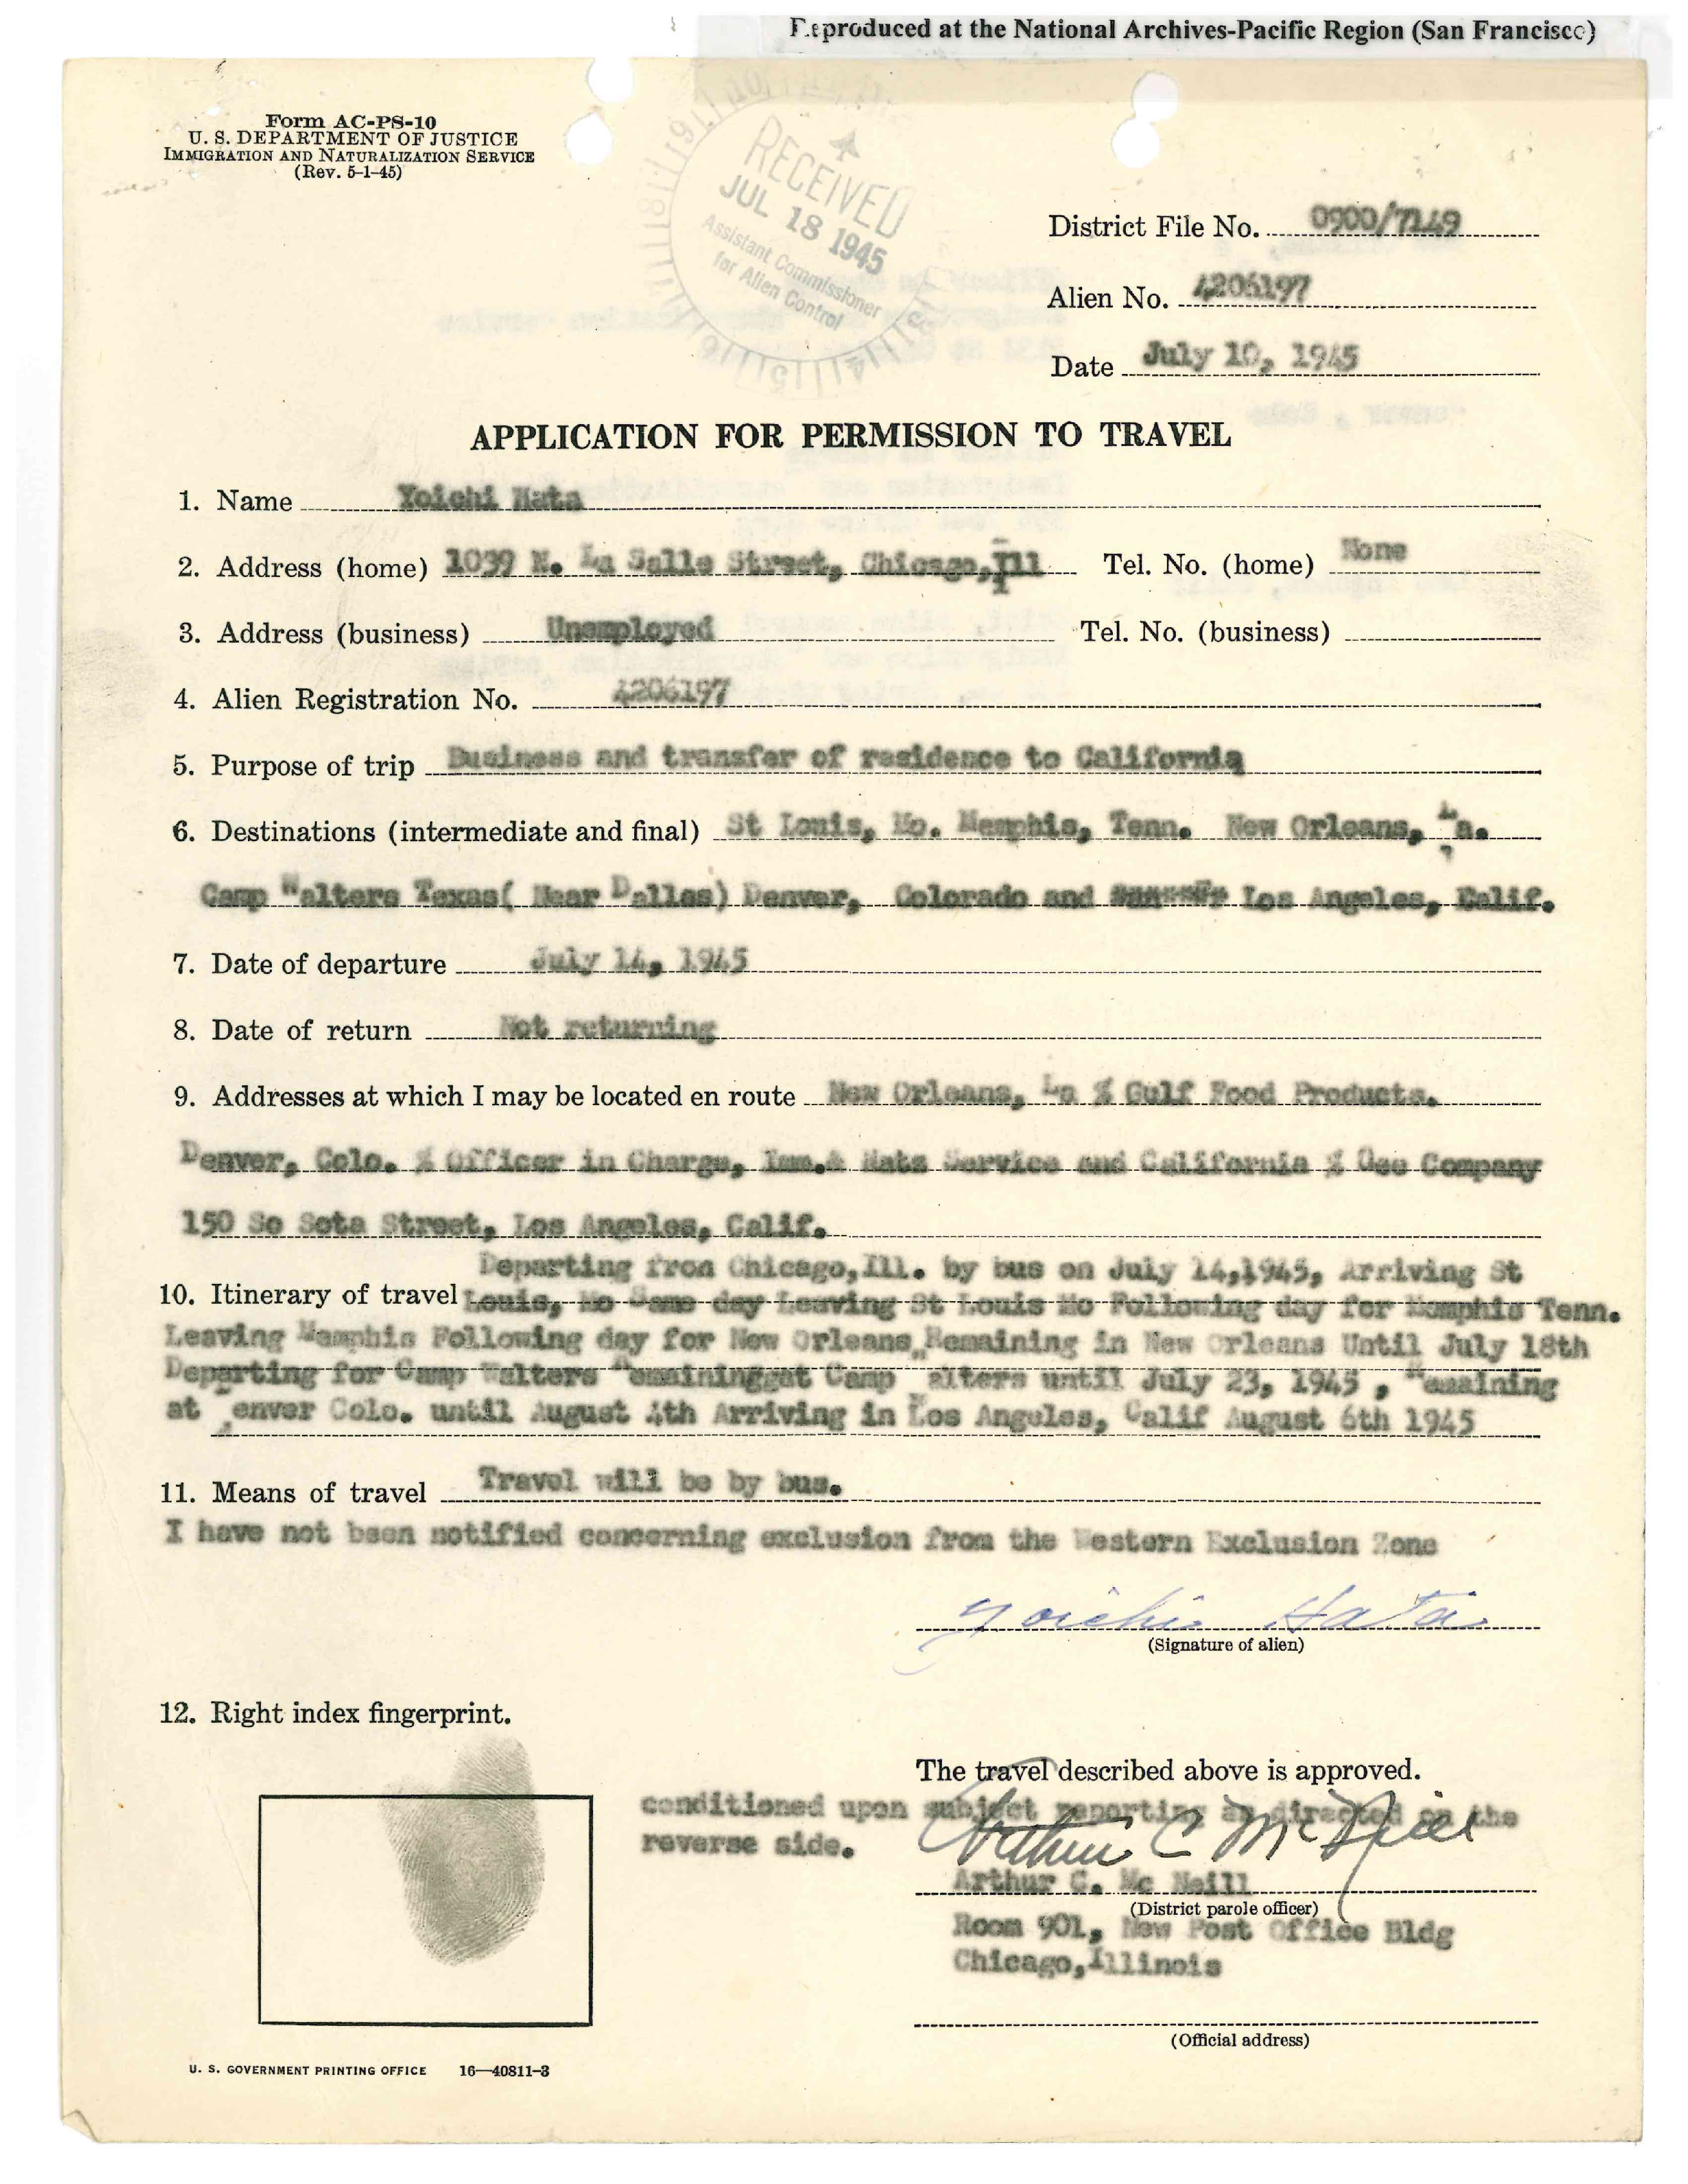 Reproduced at the National Archives-Pacific Region (San Francisco)
Form AC-PS-10
U. S. DEPARTMENT OF JUSTICE
IMMIGRATION AND NATURALIZATION SERVICE
(Rev. 5-1-45)
RECEIVED
JUL 18 1945
Assistant Commissioner
for Alien Control
District File No. 0900/7149
Alien No. 4206197
Date July 10, 1945
APPLICATION FOR PERMISSION TO TRAVEL
1. Name Yoichi Hata
2. Address (home) 1039 N. La Salle Street, Chicago, Ill Tel. No. (home) None
3. Address (business) Unemployed Tel. No. (business)
4. Alien Registration No. 4206197
5. Purpose of trip Business and transfer of residence to California
6. Destinations (intermediate and final) St Louis, Mo. Memphis, Tenn. New Orleans, La.
Camp Walters Texas( Near Dallas) Denver, Colorado and Los Angeles, Calif.
7. Date of departure July 14, 1945
8. Date of return Not returning
9. Addresses at which I may be located en route New Orleans, La % Gulf Food Products.
Denver, Colo. % Officer in Charge, Imm.& Natz Service and California % Geo Company
150 So Sota Street, Los Angeles, Calif.
Departing from Chicago,Ill. by bus on July 14,1945, Arriving St
10. Itinerary of travel Louis, Mo Same day Leaving St Louis Mo Following day for Memphis Tenn.
Leaving Memphis Following day for New Orleans, Remaining in New Orleans Until July 18th
Departing for Camp Walters Remaininggat Camp Walters until July 23, 1945 , Remaining
at Denver Colo. until August 4th Arriving in Los Angeles, Calif August 6th 1945
11. Means of travel Travel will be by bus.
I have not been notified concerning exclusion from the Western Exclusion Zone
Yoichi Hata
(Signature of alien)
12. Right index fingerprint.
The travel described above is approved.
conditioned upon subject reporting as directed on the
reverse side.
Arthur C McNeill
Arthur C. Mc Neill
(District parole officer)
Room 901, New Post Office Bldg
Chicago,Illinois
(Official address)
U. S. GOVERNMENT PRINTING OFFICE 16—40811-3